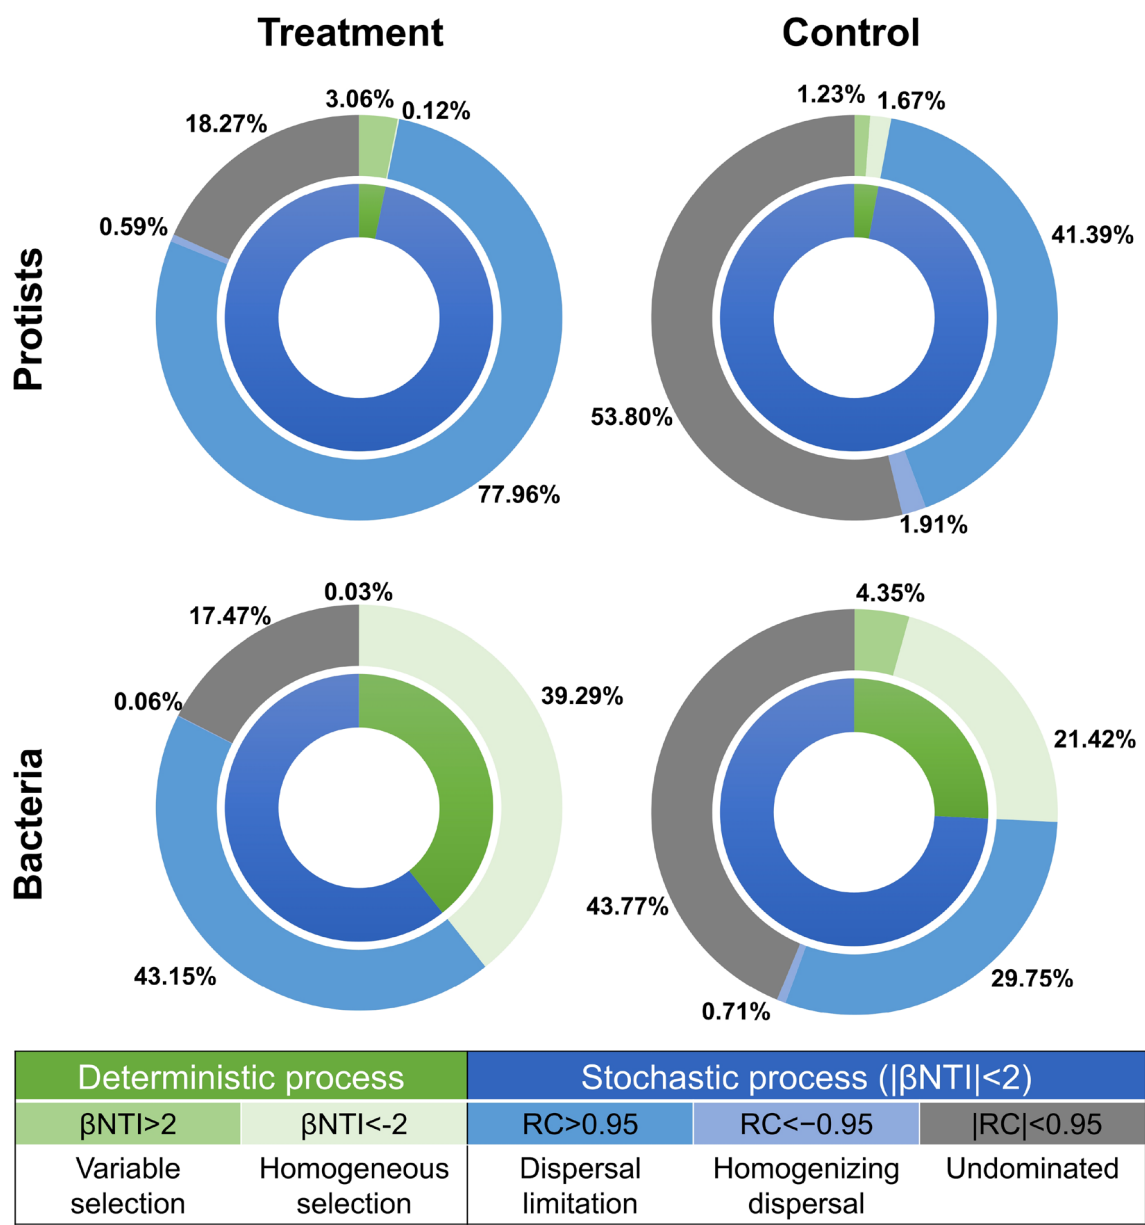 Treatment
Control
Protists
3.06%
0.12%
18.27%
0.59%
77.96%
1.23%
1.67%
41.39%
53.80%
1.91%
Bacteria
0.03%
17.47%
39.29%
0.06%
43.15%
4.35%
21.42%
43.77%
29.75%
0.71%
Deterministic process
Stochastic process (|βNTI|<2)
βNTI>2
βNTI<-2
RC>0.95
RC<−0.95
|RC|<0.95
Variable
selection
Homogeneous
selection
Dispersal
limitation
Homogenizing
dispersal
Undominated